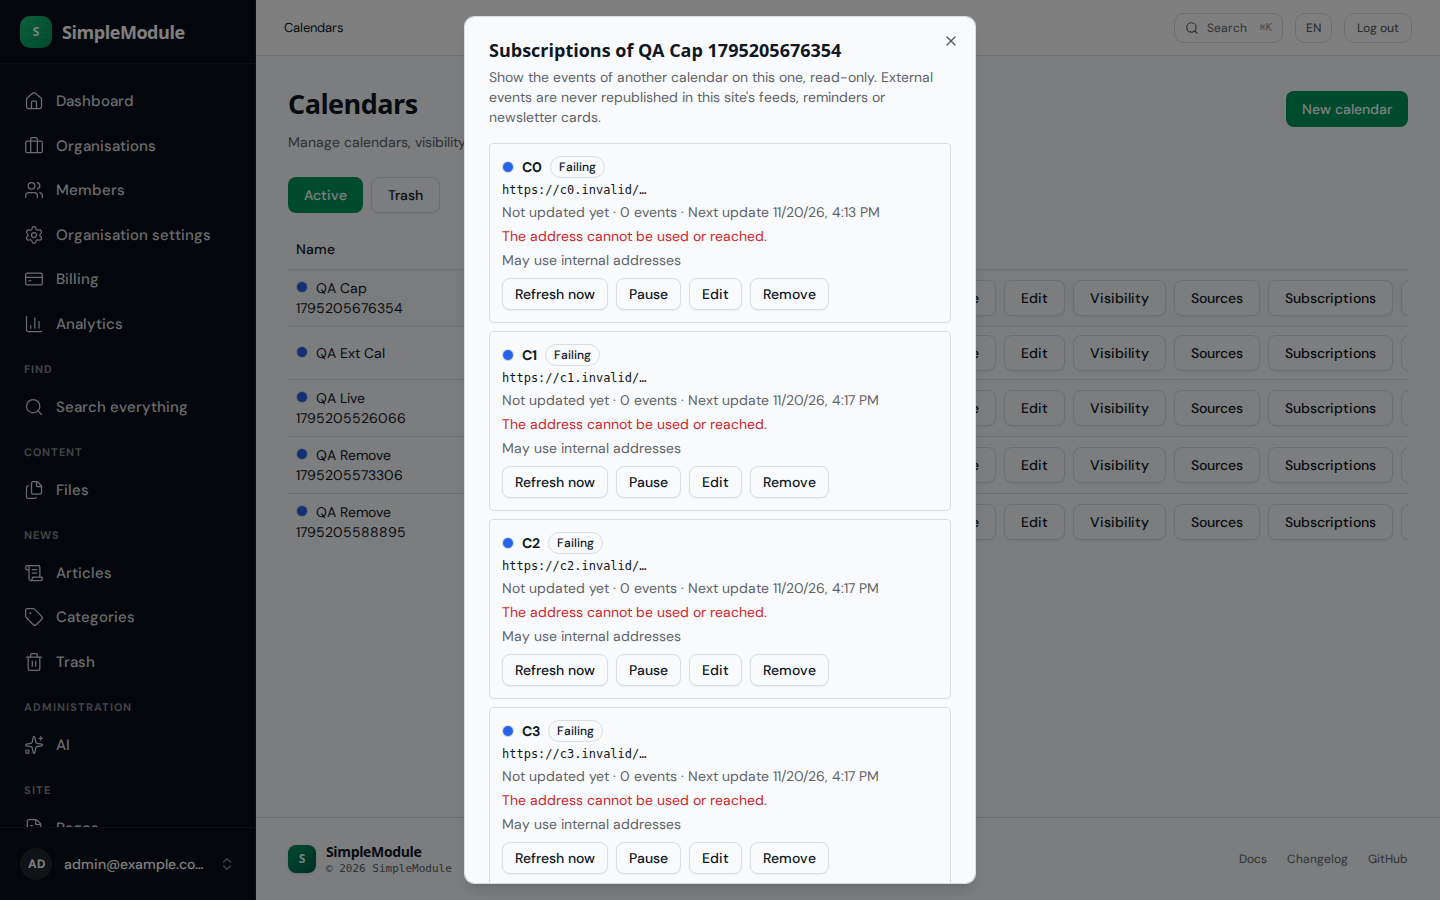 S SimpleModule
Dashboard
Organisations
Members
Organisation settings
Billing
Analytics
FIND
Search everything
CONTENT
Files
NEWS
Articles
Categories
Trash
ADMINISTRATION
AI
SITE
Pages
AD admin@example.co...
Calendars
Search ⌘K EN Log out
Calendars
New calendar
Manage calendars, visibility
Active Trash
Name
QA Cap
1795205676354
Edit Visibility Sources Subscriptions
QA Ext Cal
Edit Visibility Sources Subscriptions
QA Live
1795205526066
Edit Visibility Sources Subscriptions
QA Remove
1795205573306
Edit Visibility Sources Subscriptions
QA Remove
1795205588895
Edit Visibility Sources Subscriptions
S SimpleModule
© 2026 SimpleModule
Docs Changelog GitHub
Subscriptions of QA Cap 1795205676354
Show the events of another calendar on this one, read-only. External
events are never republished in this site's feeds, reminders or
newsletter cards.
C0 Failing
https://c0.invalid/…
Not updated yet · 0 events · Next update 11/20/26, 4:13 PM
The address cannot be used or reached.
May use internal addresses
Refresh now Pause Edit Remove
C1 Failing
https://c1.invalid/…
Not updated yet · 0 events · Next update 11/20/26, 4:17 PM
The address cannot be used or reached.
May use internal addresses
Refresh now Pause Edit Remove
C2 Failing
https://c2.invalid/…
Not updated yet · 0 events · Next update 11/20/26, 4:17 PM
The address cannot be used or reached.
May use internal addresses
Refresh now Pause Edit Remove
C3 Failing
https://c3.invalid/…
Not updated yet · 0 events · Next update 11/20/26, 4:17 PM
The address cannot be used or reached.
May use internal addresses
Refresh now Pause Edit Remove